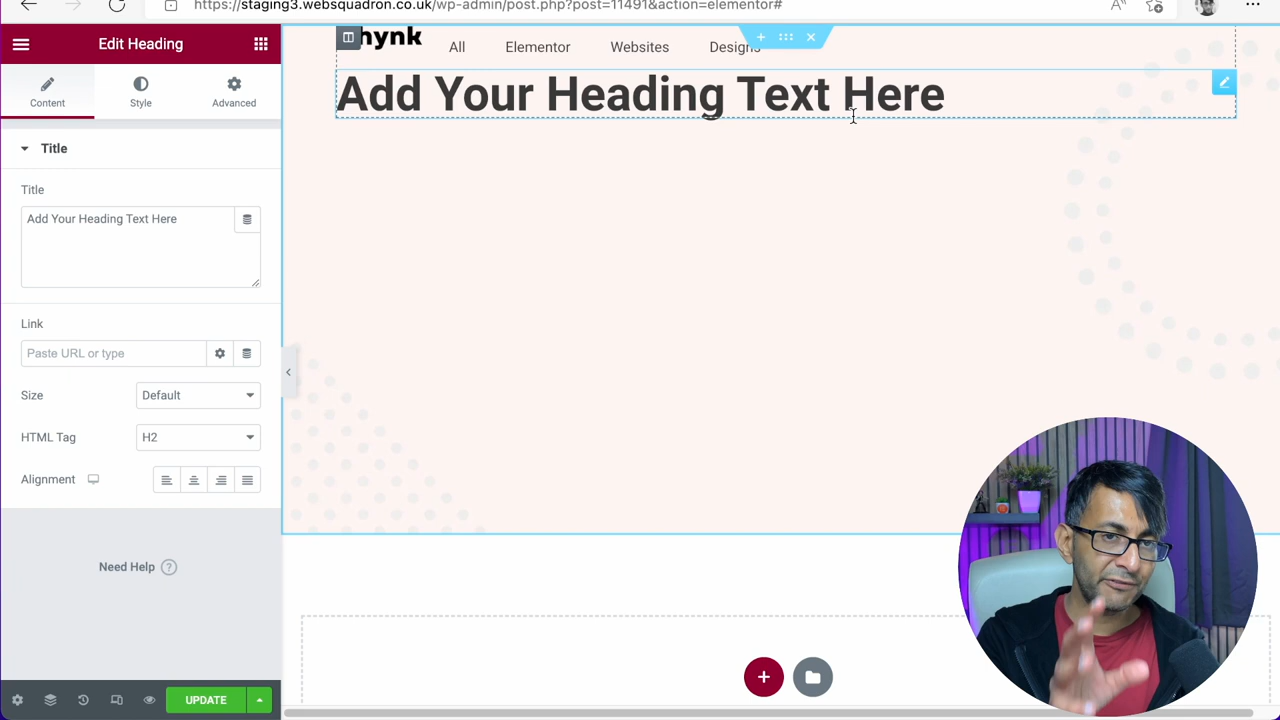 https://staging3.websquadron.co.uk/wp-admin/post.php?post=11491&action=elementor#
Edit Heading
Content
Style
Advanced
Title
Title
Add Your Heading Text Here
Link
Paste URL or type
Size
Default
HTML Tag
H2
Alignment
Need Help ?
UPDATE
All
Elementor
Websites
Designs
Add Your Heading Text Here